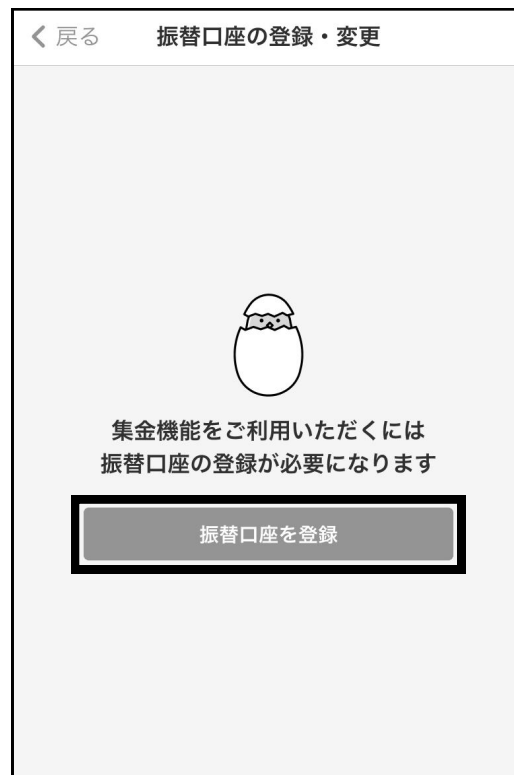 戻る 振替口座の登録・変更
集金機能をご利用いただくには
振替口座の登録が必要になります
振替口座を登録